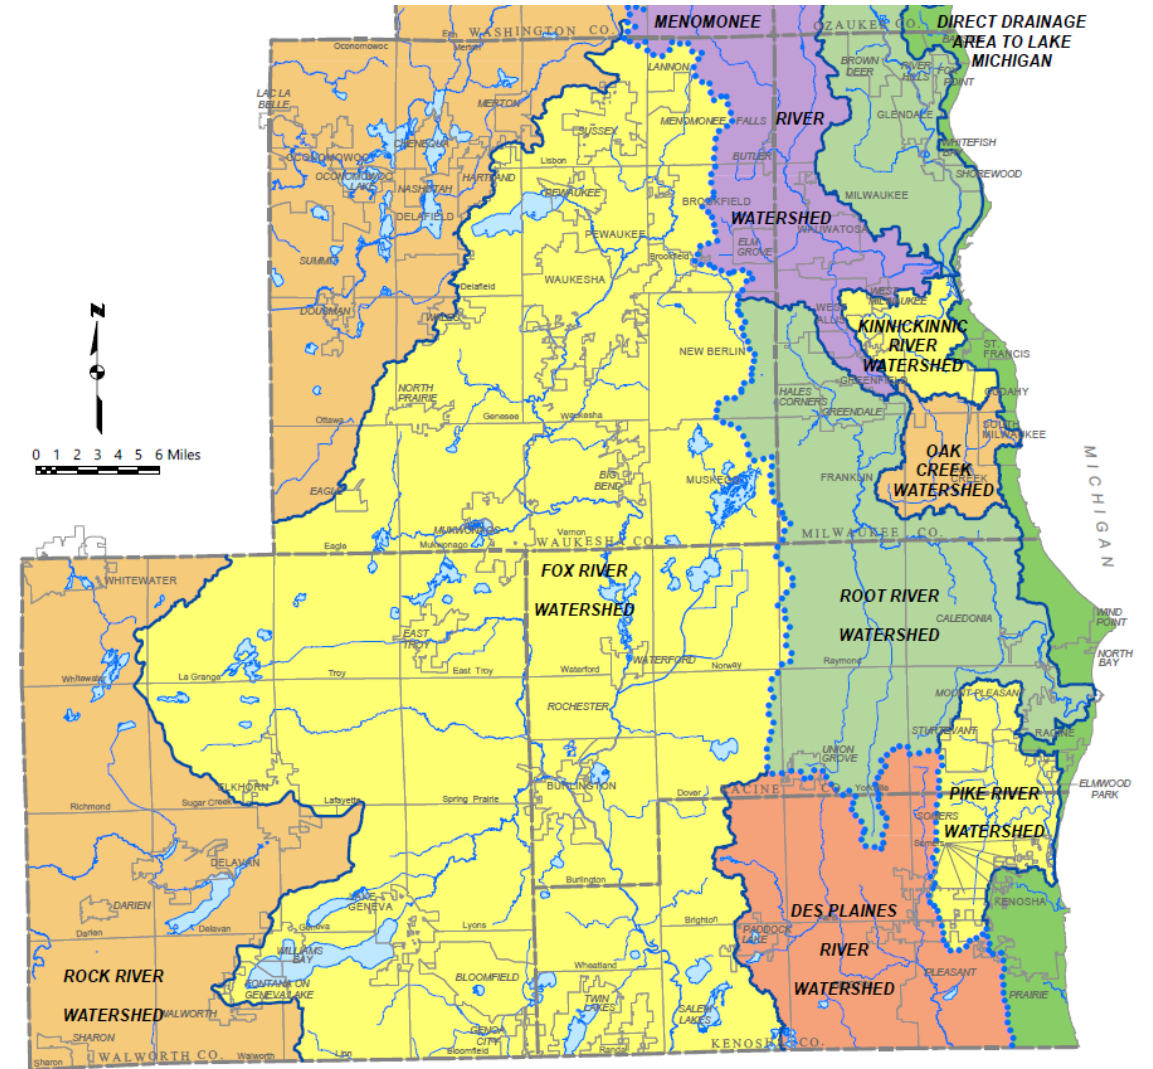 MENOMONEE
DIRECT DRAINAGE
AREA TO LAKE
MICHIGAN
WASHINGTON CO.
OZAUKEE CO.
Erin
Merton
Oconomowoc
LANNON
BROWN
DEER
RIVER
HILLS
FOX
POINT
LAC LA
BELLE
MERTON
SUSSEX
MENOMONEE
FALLS
RIVER
GLENDALE
CHENEQUA
WHITEFISH
BAY
OCONOMOWOC
Lisbon
BUTLER
OCONOMOWOC
LAKE
NASHOTAH
HARTLAND
PEWAUKEE
SHOREWOOD
MILWAUKEE
BROOKFIELD
DELAFIELD
WATERSHED
WAUWATOSA
PEWAUKEE
ELM
GROVE
SUMMIT
Brookfield
WAUKESHA
Delafield
WEST
MILWAUKEE
DOUSMAN
WALES
WEST
ALLIS
KINNICKINNIC
RIVER
WATERSHED
N
NEW BERLIN
ST.
FRANCIS
GREENFIELD
CUDAHY
NORTH
PRAIRIE
HALES
CORNERS
GREENDALE
Ottawa
Genesee
Waukesha
SOUTH
MILWAUKEE
0 1 2 3 4 5 6 Miles
OAK
CREEK
WATERSHED
CREEK
MICHIGAN
BIG
BEND
MUSKEGO
FRANKLIN
EAGLE
MUKWONAGO
Vernon
WAUKESHA CO.
MILWAUKEE CO.
Eagle
Mukwonago
WHITEWATER
FOX RIVER
WATERSHED
ROOT RIVER
WATERSHED
CALEDONIA
WIND
POINT
NORTH
BAY
EAST
TROY
WATERFORD
Whitewater
La Grange
Troy
East Troy
Waterford
Norway
Raymond
MOUNT PLEASANT
ROCHESTER
STURTEVANT
RACINE
UNION
GROVE
ELKHORN
BURLINGTON
ELMWOOD
PARK
Richmond
Sugar Creek
Lafayette
Spring Prairie
Dover
RACINE CO.
Yorkville
PIKE RIVER
WATERSHED
SOMERS
Somers
DELAVAN
Burlington
LAKE
GENEVA
DARIEN
KENOSHA
DES PLAINES
RIVER
WATERSHED
Darien
Delavan
Geneva
Lyons
Brighton
PADDOCK
LAKE
WILLIAMS
BAY
ROCK RIVER
WATERSHED
Wheatland
BLOOMFIELD
PLEASANT
PRAIRIE
FONTANA ON
GENEVA LAKE
TWIN
LAKES
SALEM
LAKES
WALWORTH
SHARON
GENOA
CITY
Sharon
WALWORTH CO.
Walworth
Linn
Bloomfield
Randall
KENOSHA CO.